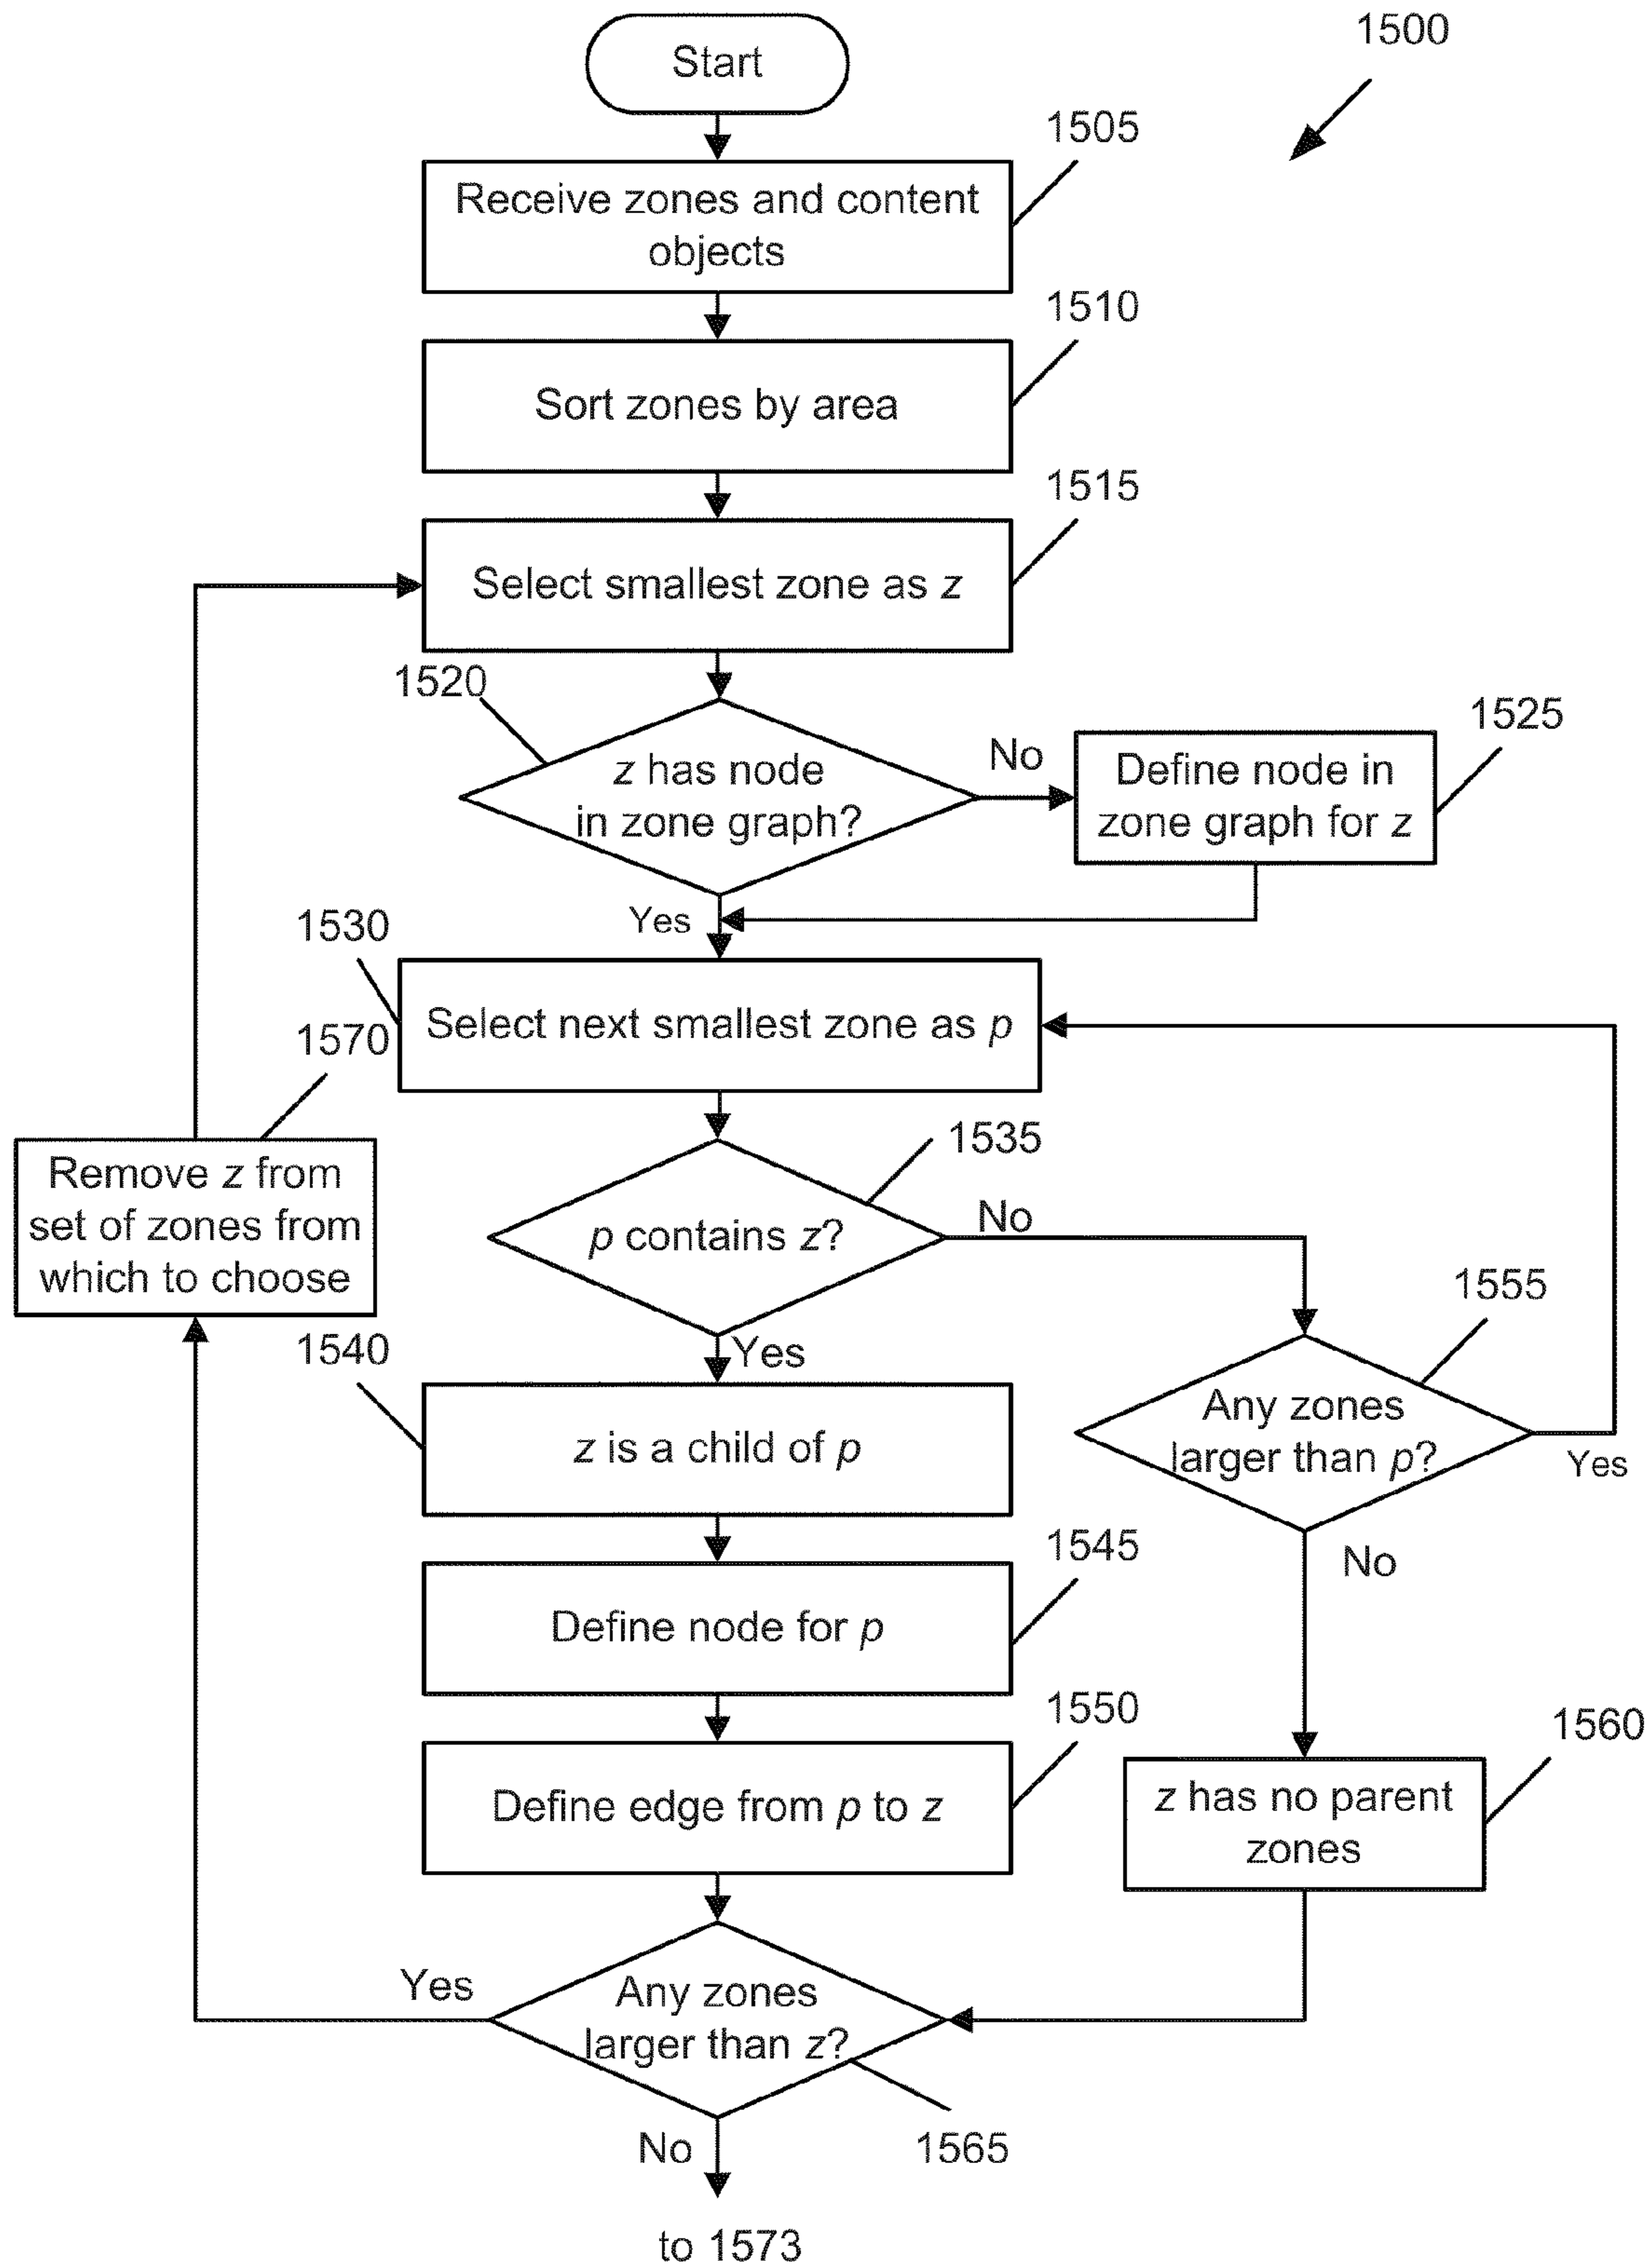 Start
1500
1505
Receive zones and content
objects
1510
Sort zones by area
1515
Select smallest zone as z
1520
z has node
in zone graph?
No
1525
Define node in
zone graph for z
Yes
1530
Select next smallest zone as p
1570
Remove z from
set of zones from
which to choose
1535
p contains z?
No
Yes
1540
z is a child of p
1555
Any zones
larger than p?
Yes
No
1545
Define node for p
1550
Define edge from p to z
1560
z has no parent
zones
Yes
Any zones
larger than z?
1565
No
to 1573